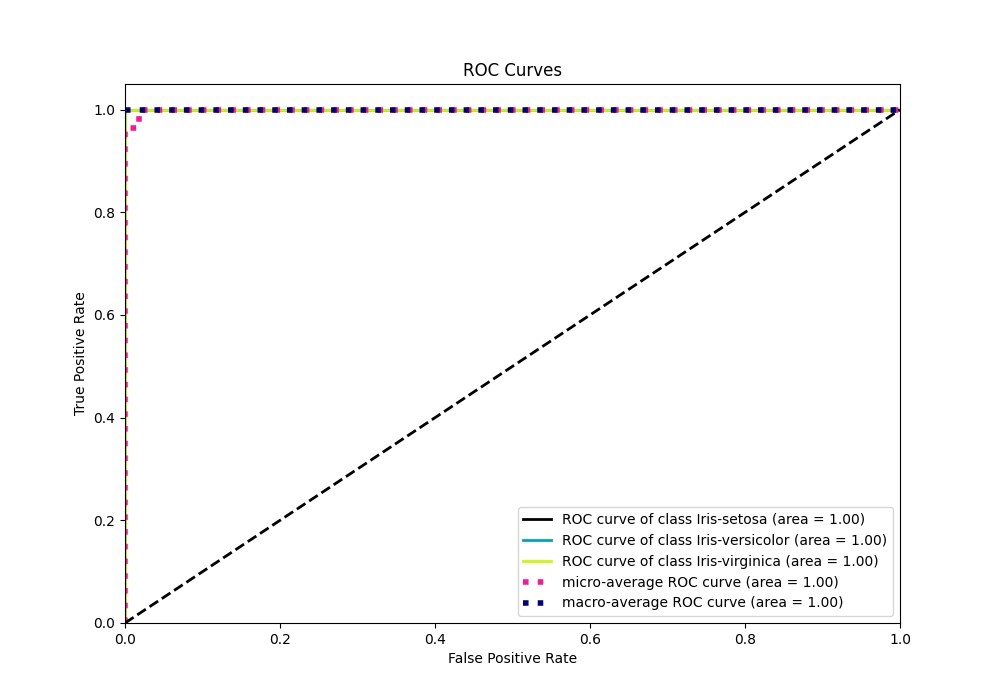 ROC Curves
1.0
0.8
0.6
0.4
0.2
0.0
True Positive Rate
0.0 0.2 0.4 0.6 0.8 1.0
False Positive Rate
ROC curve of class Iris-setosa (area = 1.00)
ROC curve of class Iris-versicolor (area = 1.00)
ROC curve of class Iris-virginica (area = 1.00)
micro-average ROC curve (area = 1.00)
macro-average ROC curve (area = 1.00)